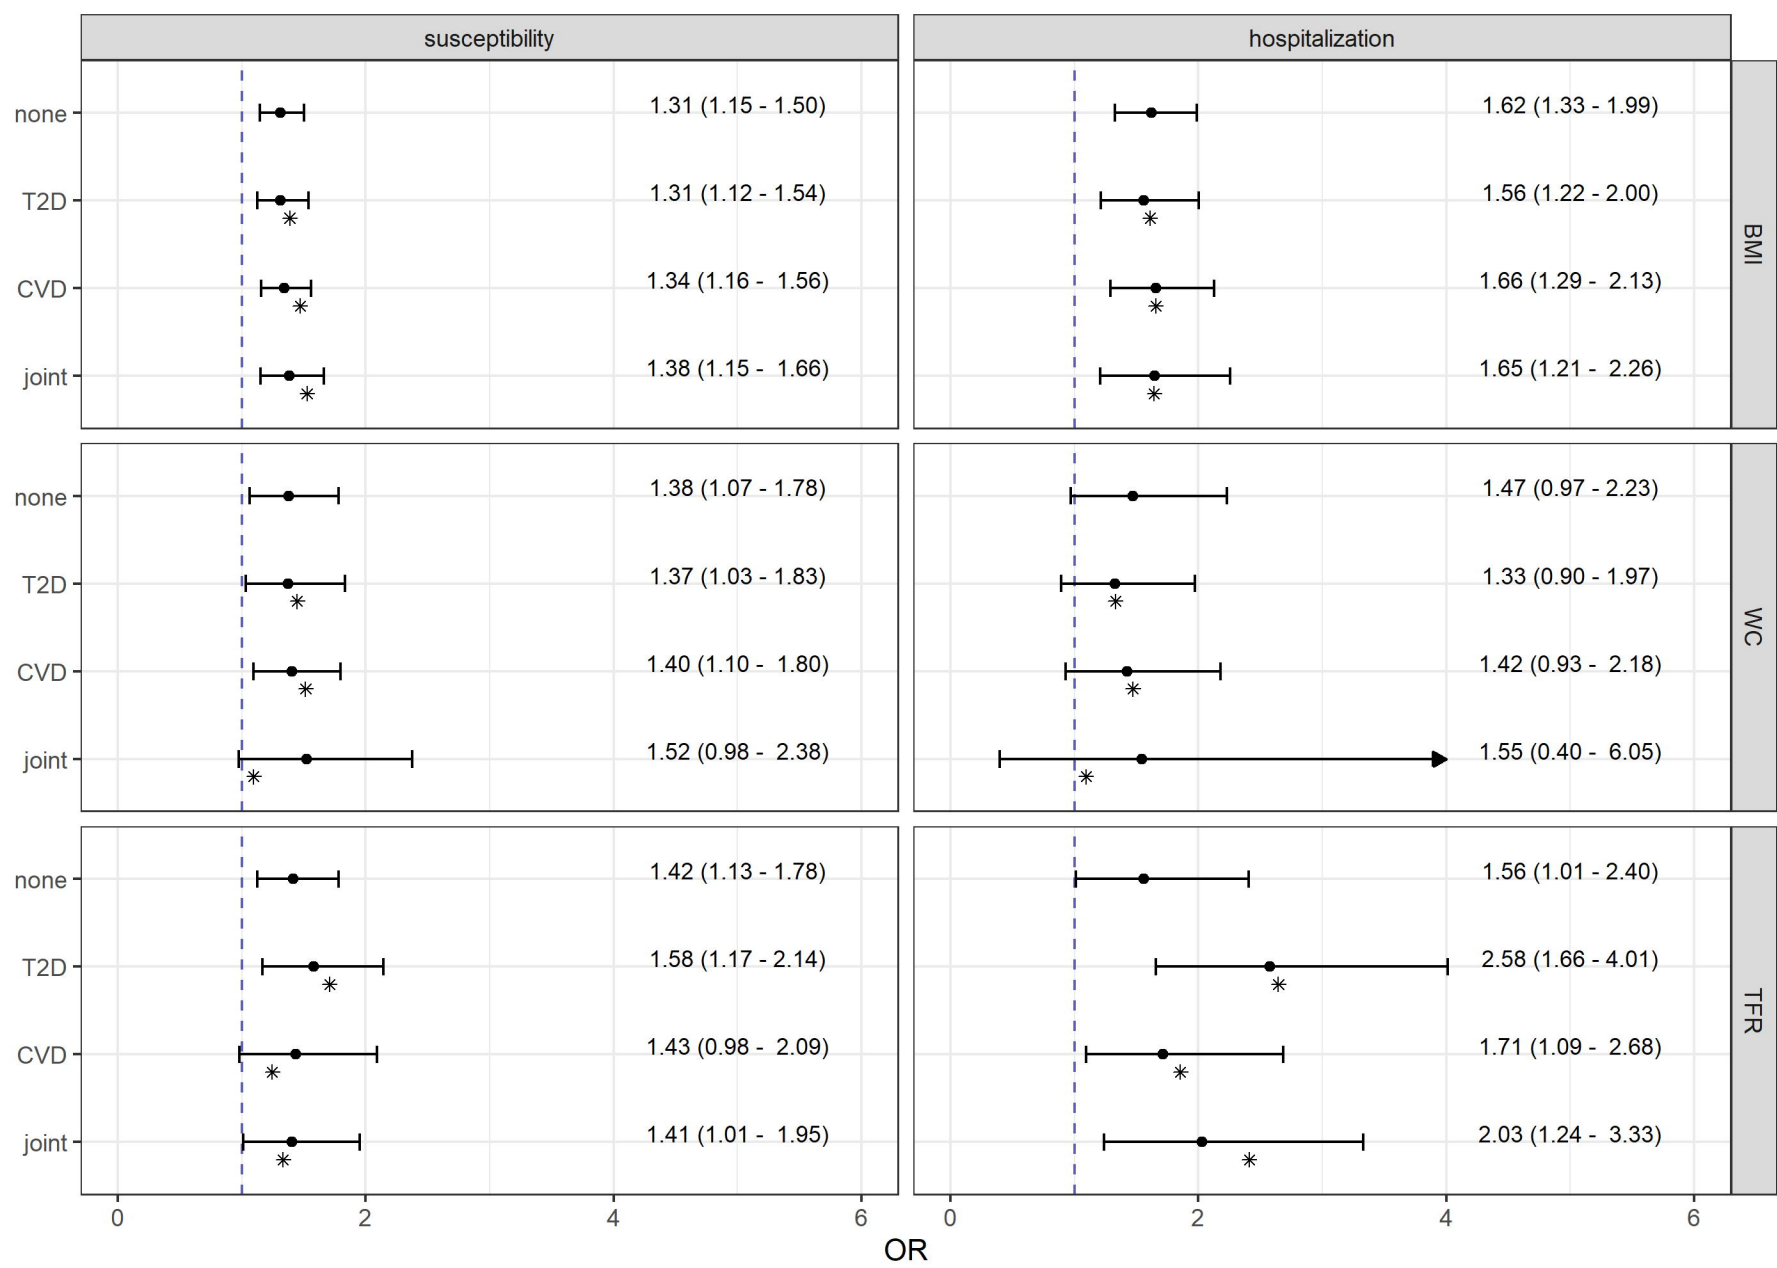 susceptibility hospitalization
none 1.31 (1.15 - 1.50) 1.62 (1.33 - 1.99)
T2D 1.31 (1.12 - 1.54) 1.56 (1.22 - 2.00)
CVD 1.34 (1.16 -  1.56) 1.66 (1.29 -  2.13)
joint 1.38 (1.15 -  1.66) 1.65 (1.21 -  2.26)
BMI
none 1.38 (1.07 - 1.78) 1.47 (0.97 - 2.23)
T2D 1.37 (1.03 - 1.83) 1.33 (0.90 - 1.97)
CVD 1.40 (1.10 -  1.80) 1.42 (0.93 -  2.18)
joint 1.52 (0.98 -  2.38) 1.55 (0.40 -  6.05)
WC
none 1.42 (1.13 - 1.78) 1.56 (1.01 - 2.40)
T2D 1.58 (1.17 - 2.14) 2.58 (1.66 - 4.01)
CVD 1.43 (0.98 -  2.09) 1.71 (1.09 -  2.68)
joint 1.41 (1.01 -  1.95) 2.03 (1.24 -  3.33)
TFR
0 2 4 6 0 2 4 6
OR